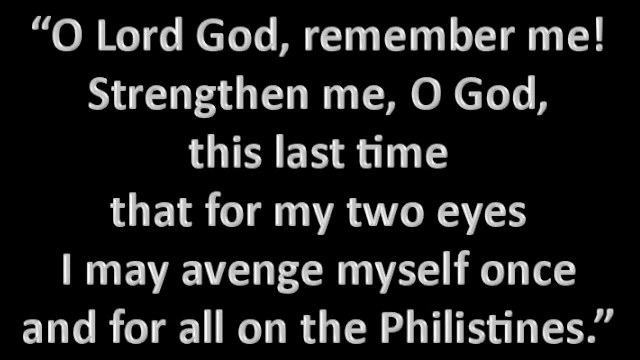 “O Lord God, remember me!
Strengthen me, O God,
this last time
that for my two eyes
I may avenge myself once
and for all on the Philistines.”